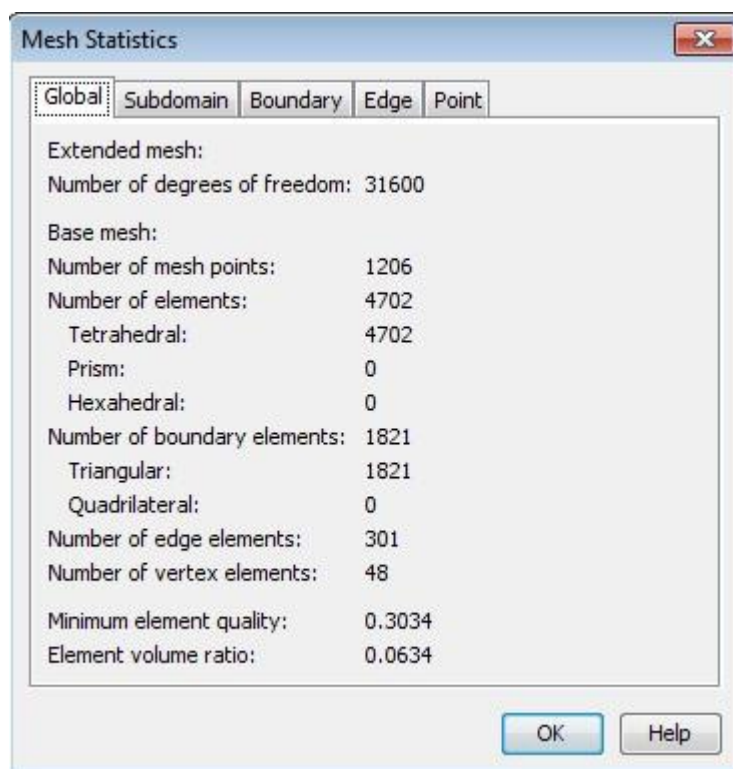 Mesh Statistics
Global Subdomain Boundary Edge Point
Extended mesh:
Number of degrees of freedom: 31600
Base mesh:
Number of mesh points: 1206
Number of elements: 4702
Tetrahedral: 4702
Prism: 0
Hexahedral: 0
Number of boundary elements: 1821
Triangular: 1821
Quadrilateral: 0
Number of edge elements: 301
Number of vertex elements: 48
Minimum element quality: 0.3034
Element volume ratio: 0.0634
OK Help